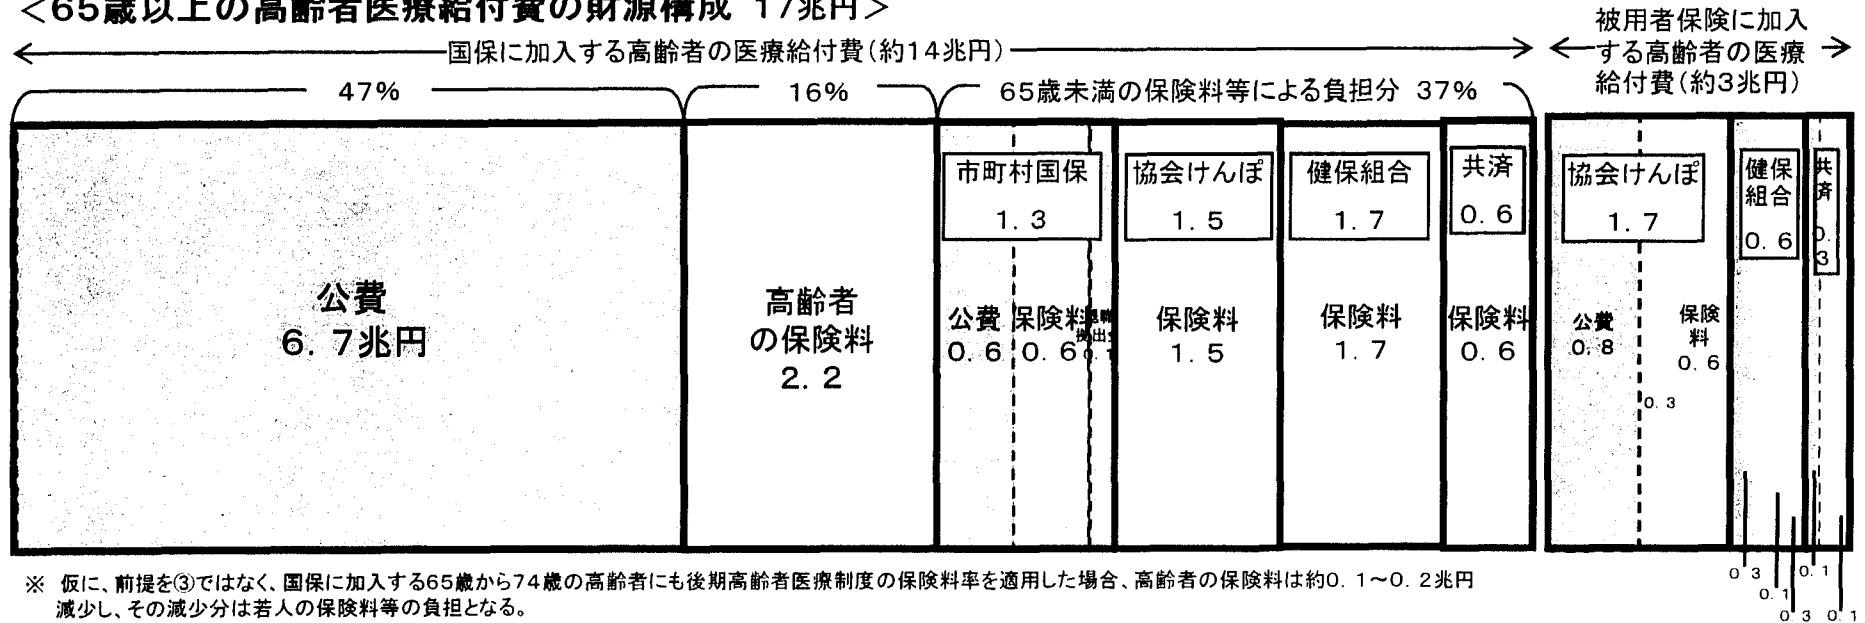 ＜65歳以上の高齢者医療給付費の財源構成 17兆円＞
国保に加入する高齢者の医療給付費(約14兆円)
被用者保険に加入
する高齢者の医療
給付費(約3兆円)
47%
16%
65歳未満の保険料等による負担分 37%
公費
6.7兆円
高齢者
の保険料
2.2
市町村国保
1.3
公費
0.6
保険料
0.6
0.1
協会けんぽ
1.5
保険料
1.5
健保組合
1.7
保険料
1.7
共済
0.6
保険料
0.6
協会けんぽ
1.7
公費
0.8
0.3
保険
料
0.6
健保
組合
0.6
共
済
0.
3
0.3
0.1
0.3
0.1
0.1
※ 仮に、前提を③ではなく、国保に加入する65歳から74歳の高齢者にも後期高齢者医療制度の保険料率を適用した場合、高齢者の保険料は約0.1～0.2兆円
減少し、その減少分は若人の保険料等の負担となる。